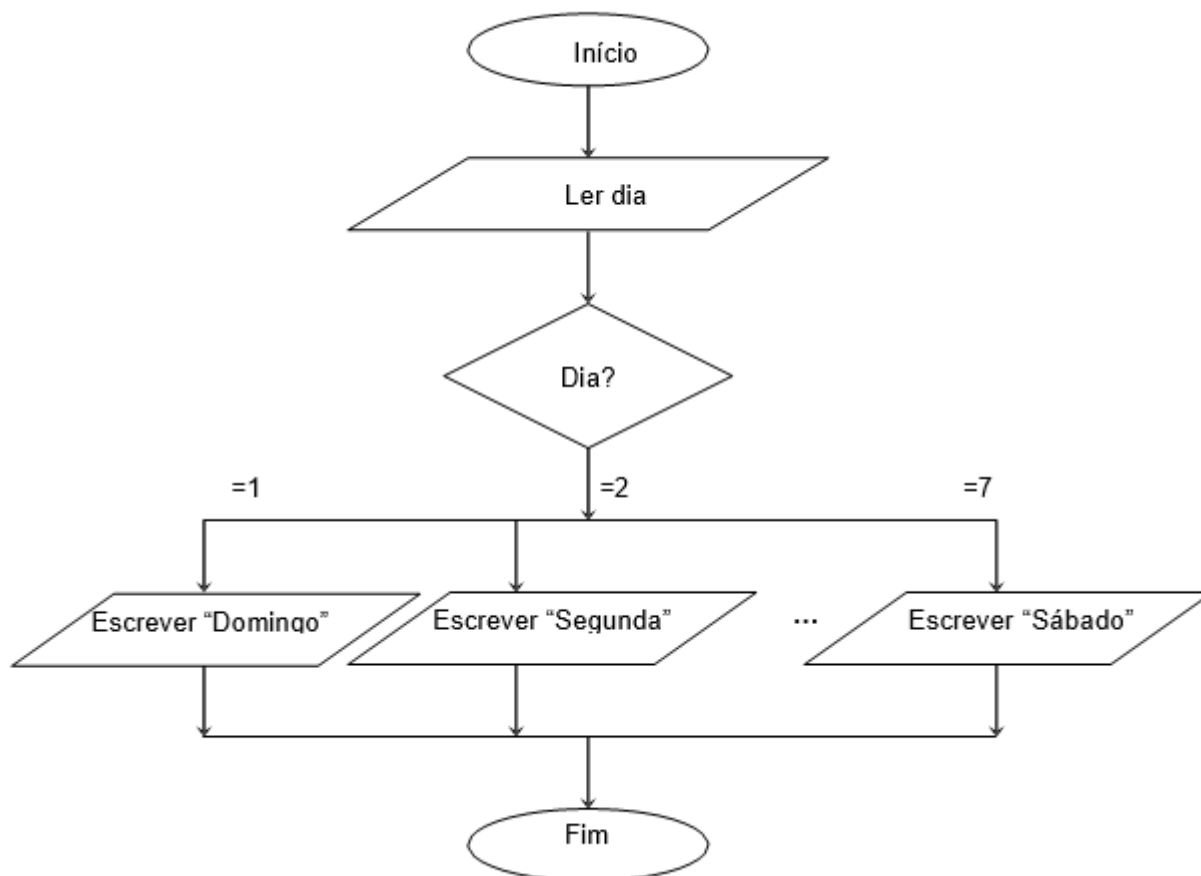 Início
Ler dia
Dia?
=1
=2
=7
Escrever “Domingo”
Escrever “Segunda”
...
Escrever “Sábado”
Fim